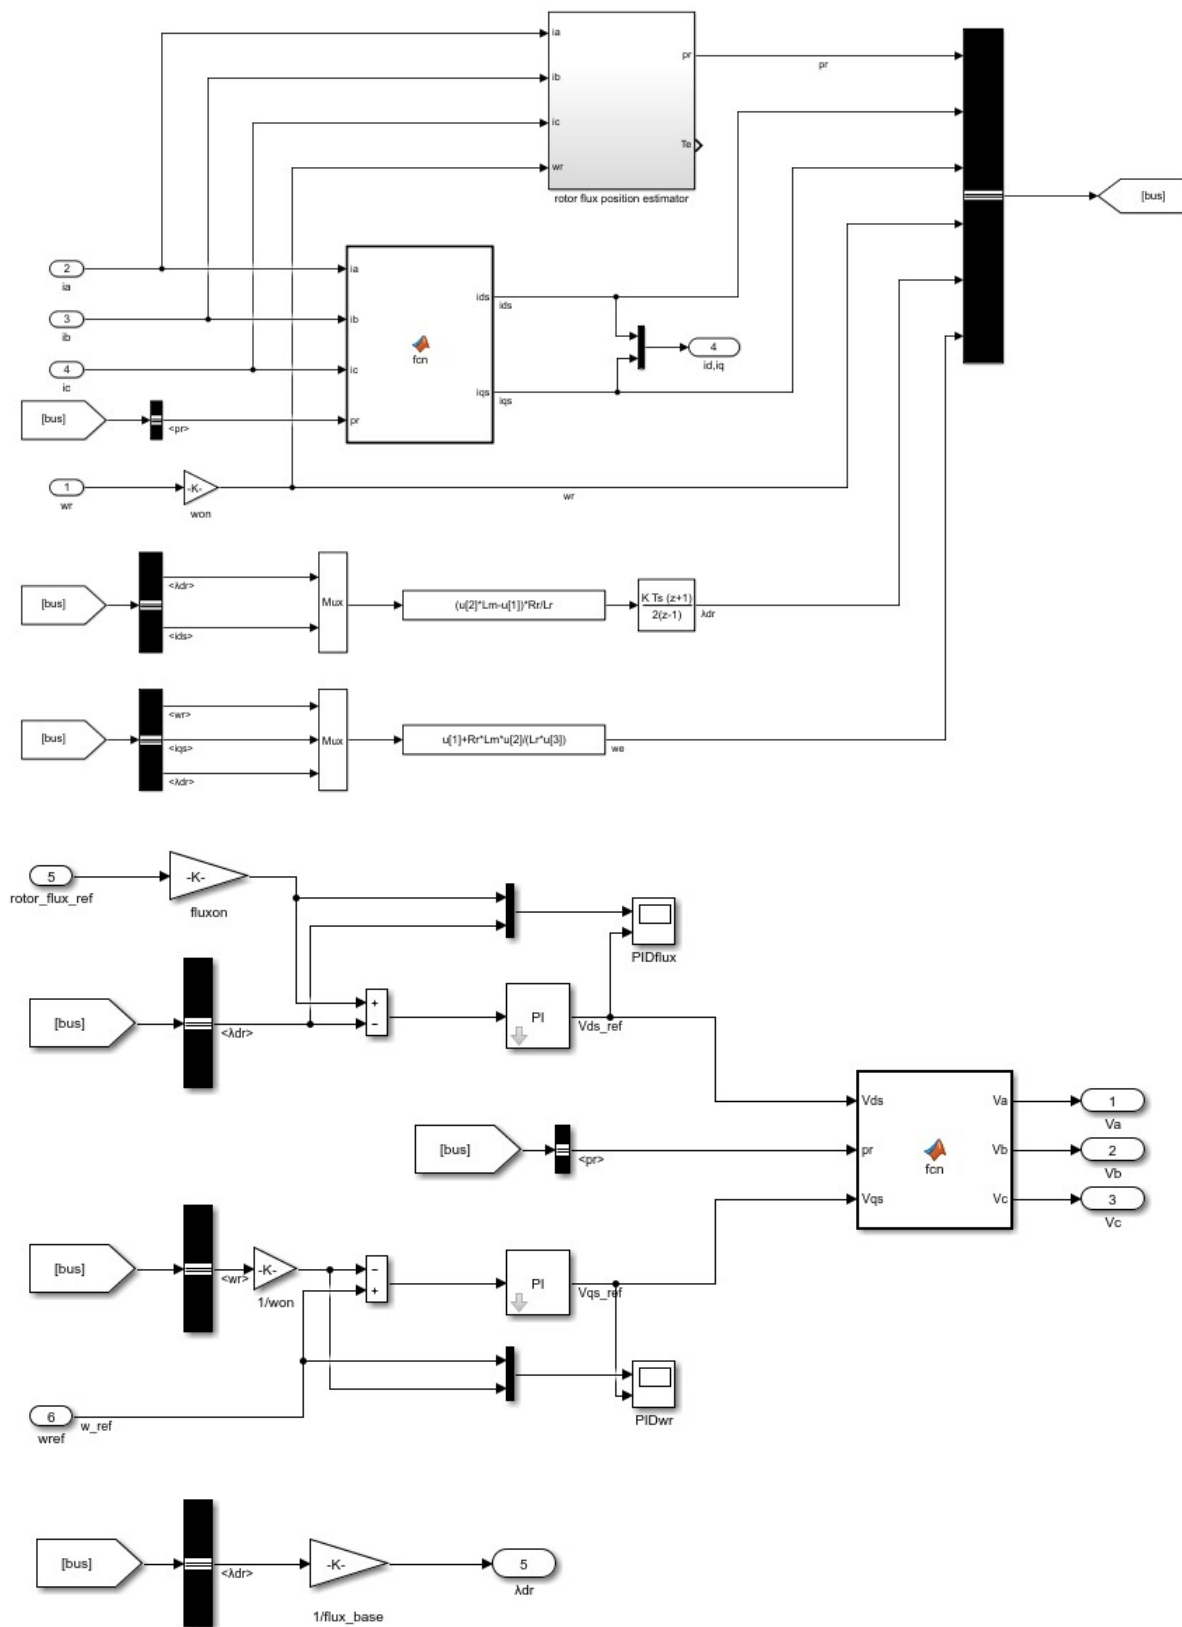 ia
ib
ic
wr
pr
Te
rotor flux position estimator
pr
[bus]
2
ia
3
ib
4
ic
[bus]
<pr>
ia
ib
ic
pr
fcn
ids
ids
iqs
iqs
4
id,iq
1
wr
-K-
won
wr
[bus]
<λdr>
<ids>
Mux
(u[2]*Lm-u[1])*Rr/Lr
K Ts (z+1)
2(z-1)
λdr
[bus]
<wr>
<iqs>
<λdr>
Mux
u[1]+Rr*Lm*u[2]/(Lr*u[3])
we
5
rotor_flux_ref
-K-
fluxon
PIDflux
[bus]
<λdr>
+
−
PI
Vds_ref
[bus]
<pr>
Vds
pr
Vqs
fcn
Va
Vb
Vc
1
Va
2
Vb
3
Vc
[bus]
<wr>
-K-
1/won
−
+
PI
Vqs_ref
PIDwr
6
wref
w_ref
[bus]
<λdr>
-K-
1/flux_base
5
λdr